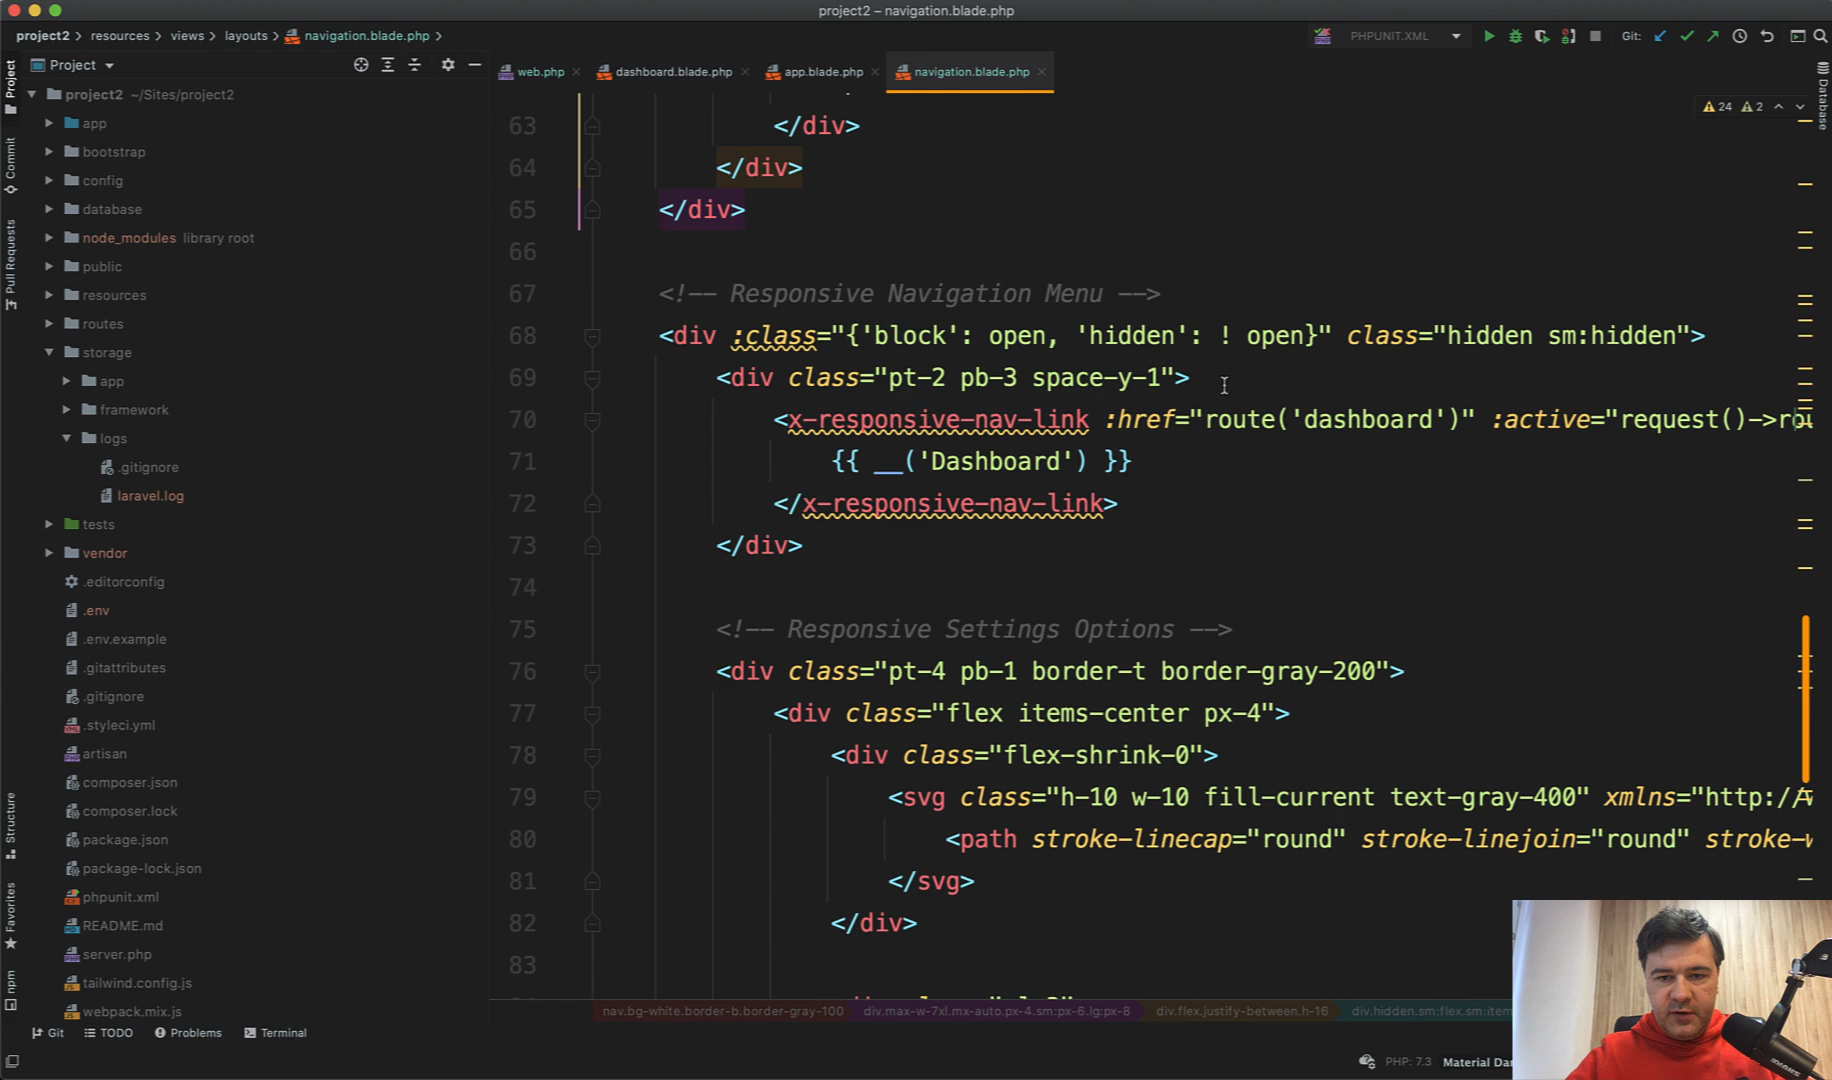 project2 – navigation.blade.php
project2 resources views layouts navigation.blade.php
PHPUNIT.XML
Git:
Project
web.php
dashboard.blade.php
app.blade.php
navigation.blade.php
24 2
Project
Commit
Pull Requests
Structure
Favorites
npm
Database
project2 ~/Sites/project2
app
bootstrap
config
database
node_modules library root
public
resources
routes
storage
app
framework
logs
.gitignore
laravel.log
tests
vendor
.editorconfig
.env
.env.example
.gitattributes
.gitignore
.styleci.yml
artisan
composer.json
composer.lock
package.json
package-lock.json
phpunit.xml
README.md
server.php
tailwind.config.js
webpack.mix.js
63 </div>
64 </div>
65 </div>
66
67 <!-- Responsive Navigation Menu -->
68 <div :class="{'block': open, 'hidden': ! open}" class="hidden sm:hidden">
69 <div class="pt-2 pb-3 space-y-1">
70 <x-responsive-nav-link :href="route('dashboard')" :active="request()->rou
71 {{ __('Dashboard') }}
72 </x-responsive-nav-link>
73 </div>
74
75 <!-- Responsive Settings Options -->
76 <div class="pt-4 pb-1 border-t border-gray-200">
77 <div class="flex items-center px-4">
78 <div class="flex-shrink-0">
79 <svg class="h-10 w-10 fill-current text-gray-400" xmlns="http://
80 <path stroke-linecap="round" stroke-linejoin="round" stroke-w
81 </svg>
82 </div>
83
nav.bg-white.border-b.border-gray-100 div.max-w-7xl.mx-auto.px-4.sm:px-6.lg:px-8 div.flex.justify-between.h-16 div.hidden.sm:flex.sm:item
Git TODO Problems Terminal
PHP: 7.3 Material Da